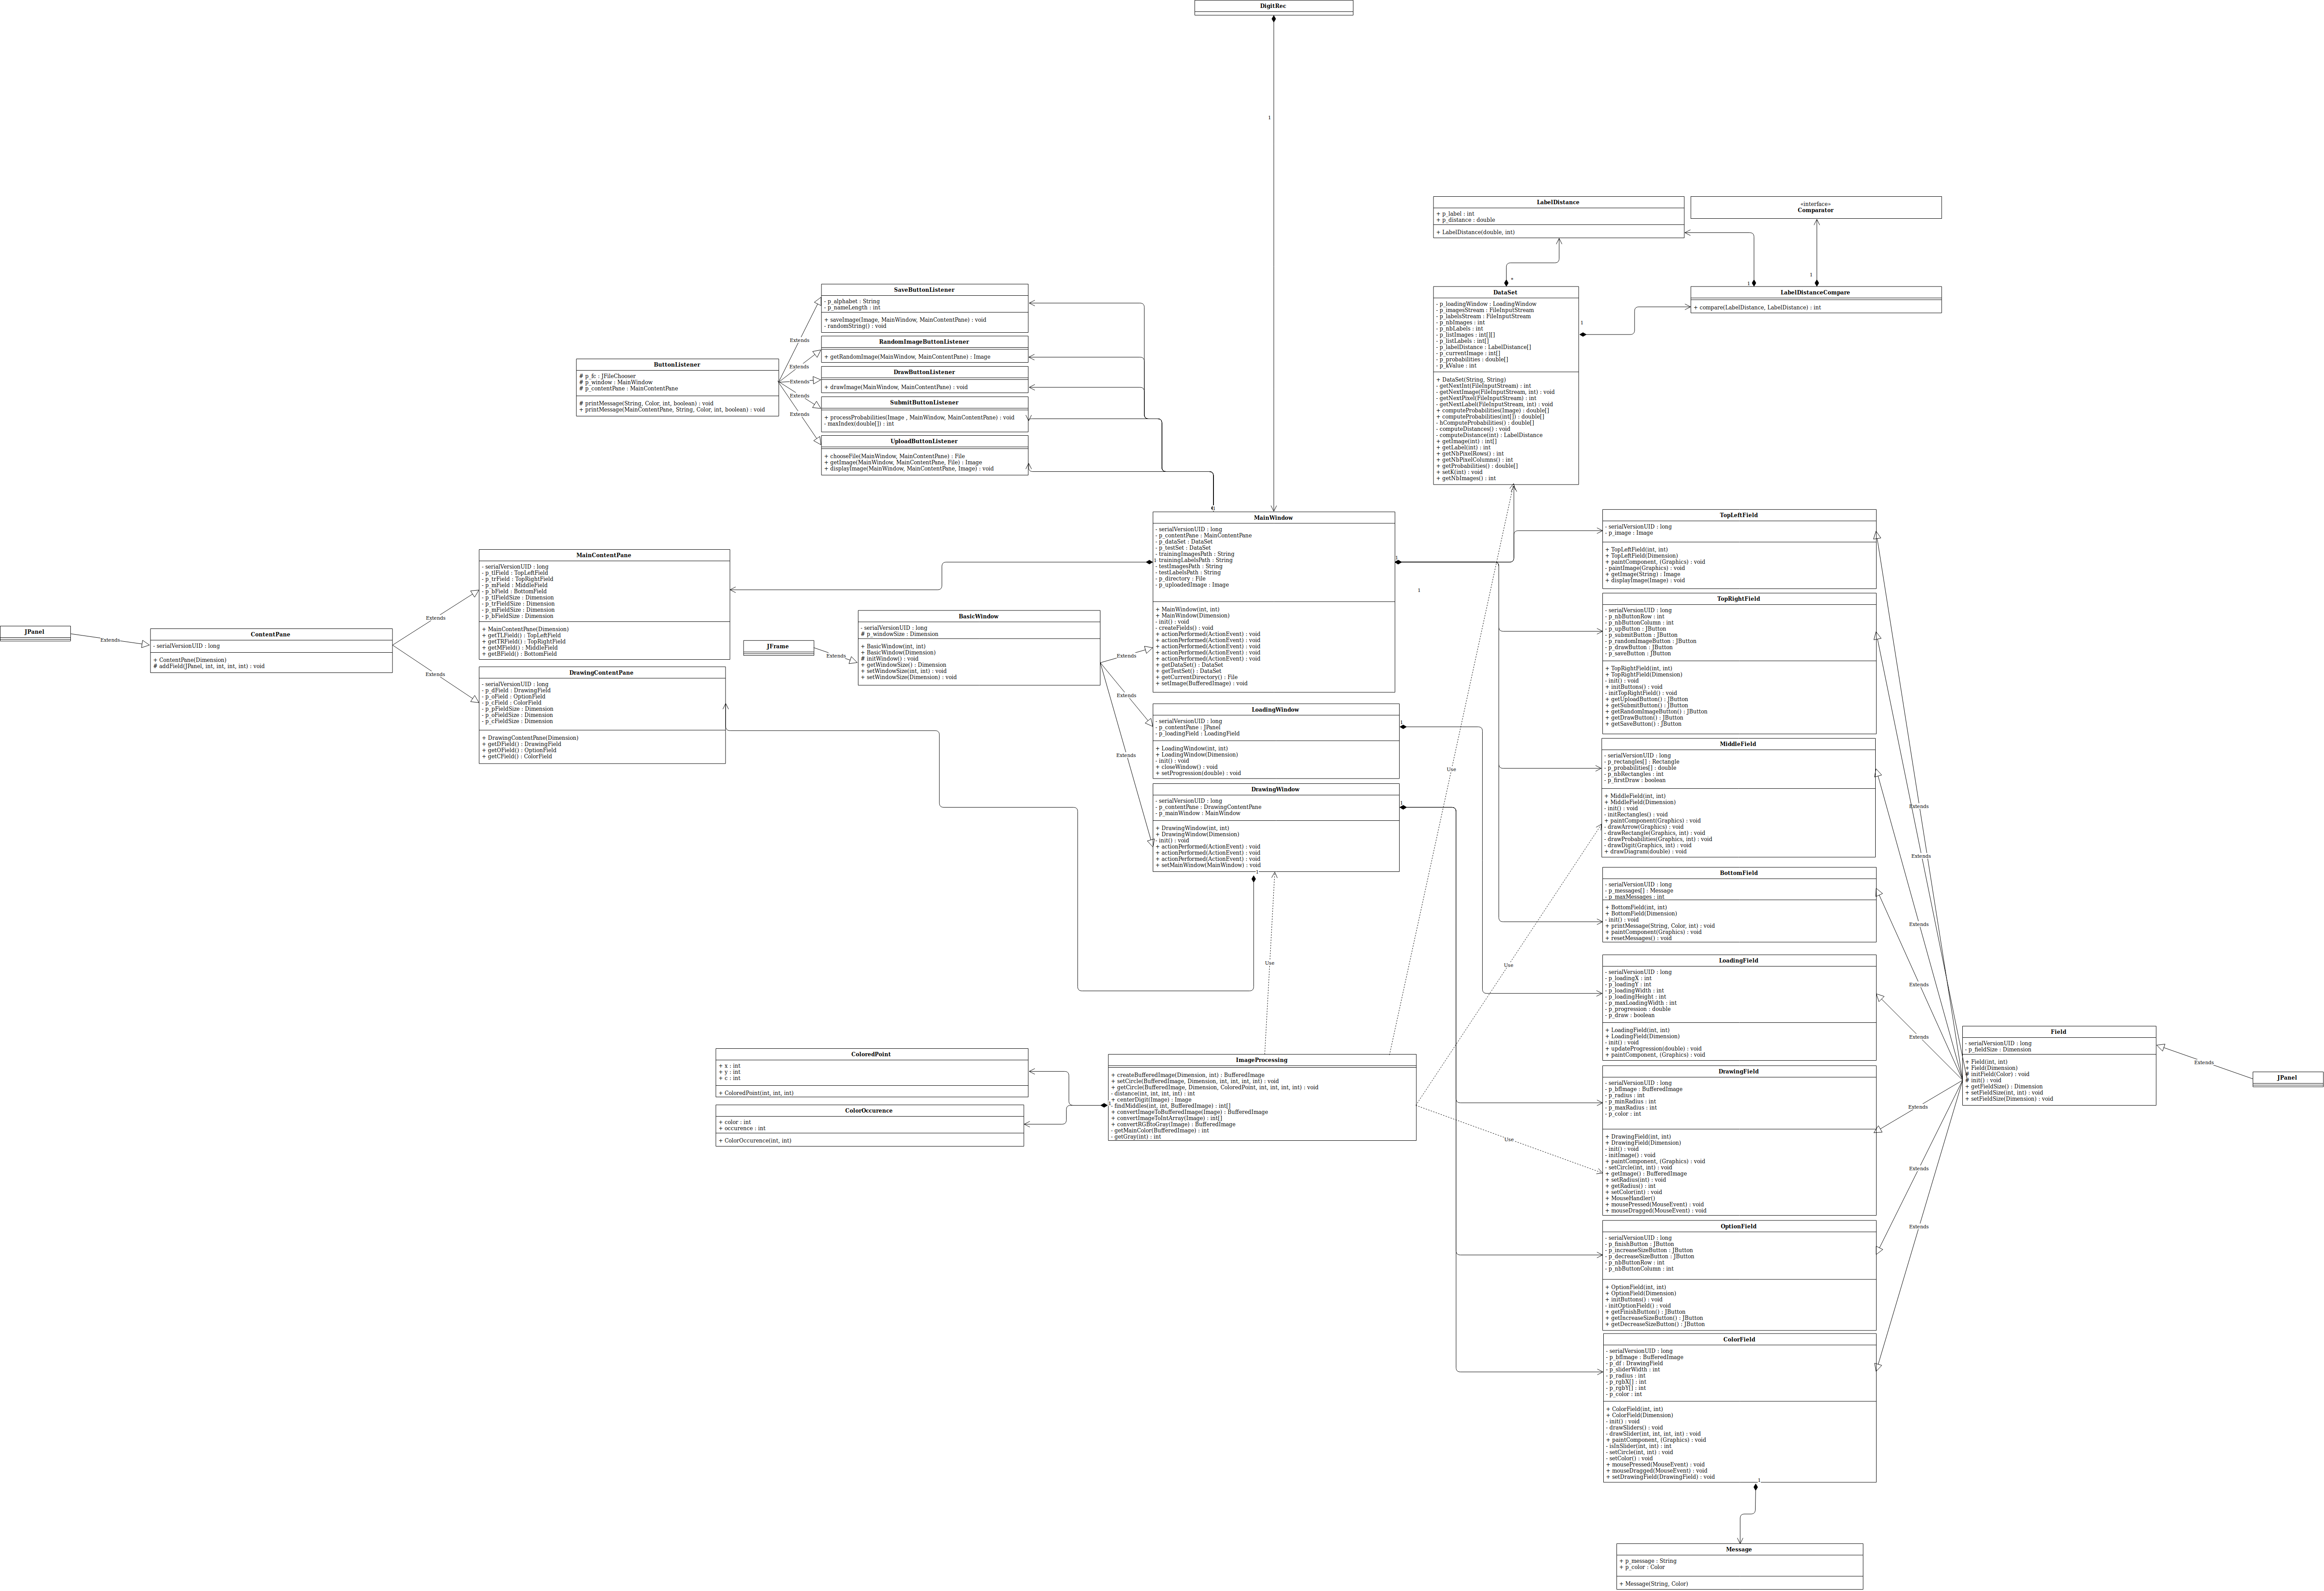 DigitRec
1
LabelDistance
+ p_label : int
+ p_distance : double
+ LabelDistance(double, int)
«interface»
Comparator
1
1
LabelDistanceCompare
+ compare(LabelDistance, LabelDistance) : int
*
DataSet
- p_loadingWindow : LoadingWindow
- p_imagesStream : FileInputStream
- p_labelsStream : FileInputStream
- p_nbImages : int
- p_nbLabels : int
- p_listImages : int[][]
- p_listLabels : int[]
- p_labelDistance : LabelDistance[]
- p_currentImage : int[]
- p_probabilities : double[]
- p_kValue : int
+ DataSet(String, String)
- getNextInt(FileInputStream) : int
- getNextImage(FileInputStream, int) : void
- getNextPixel(FileInputStream) : int
- getNextLabel(FileInputStream, int) : void
+ computeProbabilities(Image) : double[]
+ computeProbabilities(int[]) : double[]
- hComputeProbabilities() : double[]
- computeDistances() : void
- computeDistance(int) : LabelDistance
+ getImage(int) : int[]
+ getLabel(int) : int
+ getNbPixelRows() : int
+ getNbPixelColumns() : int
+ getProbabilities() : double[]
+ setK(int) : void
+ getNbImages() : int
1
SaveButtonListener
- p_alphabet : String
- p_nameLength : int
+ saveImage(Image, MainWindow, MainContentPane) : void
- randomString() : void
RandomImageButtonListener
+ getRandomImage(MainWindow, MainContentPane) : Image
DrawButtonListener
+ drawImage(MainWindow, MainContentPane) : void
SubmitButtonListener
+ processProbabilities(Image , MainWindow, MainContentPane) : void
- maxIndex(double[]) : int
UploadButtonListener
+ chooseFile(MainWindow, MainContentPane) : File
+ getImage(MainWindow, MainContentPane, File) : Image
+ displayImage(MainWindow, MainContentPane, Image) : void
Extends
Extends
Extends
Extends
Extends
ButtonListener
# p_fc : JFileChooser
# p_window : MainWindow
# p_contentPane : MainContentPane
# printMessage(String, Color, int, boolean) : void
+ printMessage(MainContentPane, String, Color, int, boolean) : void
MainWindow
- serialVersionUID : long
- p_contentPane : MainContentPane
- p_dataSet : DataSet
- p_testSet : DataSet
- trainingImagesPath : String
- trainingLabelsPath : String
- testImagesPath : String
- testLabelsPath : String
- p_directory : File
- p_uploadedImage : Image
+ MainWindow(int, int)
+ MainWindow(Dimension)
- init() : void
- createFields() : void
+ actionPerformed(ActionEvent) : void
+ actionPerformed(ActionEvent) : void
+ actionPerformed(ActionEvent) : void
+ actionPerformed(ActionEvent) : void
+ actionPerformed(ActionEvent) : void
+ getDataSet() : DataSet
+ getTestSet() : DataSet
+ getCurrentDirectory() : File
+ setImage(BufferedImage) : void
1
1
1
MainContentPane
- serialVersionUID : long
- p_tlField : TopLeftField
- p_trField : TopRightField
- p_mField : MiddleField
- p_bField : BottomField
- p_tlFieldSize : Dimension
- p_trFieldSize : Dimension
- p_mFieldSize : Dimension
- p_bFieldSize : Dimension
+ MainContentPane(Dimension)
+ getTLField() : TopLeftField
+ getTRField() : TopRightField
+ getMField() : MiddleField
+ getBField() : BottomField
JPanel
Extends
ContentPane
- serialVersionUID : long
+ ContentPane(Dimension)
# addField(JPanel, int, int, int, int) : void
Extends
Extends
DrawingContentPane
- serialVersionUID : long
- p_dField : DrawingField
- p_oField : OptionField
- p_cField : ColorField
- p_pFieldSize : Dimension
- p_oFieldSize : Dimension
- p_cFieldSize : Dimension
+ DrawingContentPane(Dimension)
+ getDField() : DrawingField
+ getOField() : OptionField
+ getCField() : ColorField
JFrame
Extends
BasicWindow
- serialVersionUID : long
# p_windowSize : Dimension
+ BasicWindow(int, int)
+ BasicWindow(Dimension)
# initWindow() : void
+ getWindowSize() : Dimension
+ setWindowSize(int, int) : void
+ setWindowSize(Dimension) : void
Extends
Extends
Extends
LoadingWindow
- serialVersionUID : long
- p_contentPane : JPanel
- p_loadingField : LoadingField
+ LoadingWindow(int, int)
+ LoadingWindow(Dimension)
- init() : void
+ closeWindow() : void
+ setProgression(double) : void
1
DrawingWindow
- serialVersionUID : long
- p_contentPane : DrawingContentPane
- p_mainWindow : MainWindow
+ DrawingWindow(int, int)
+ DrawingWindow(Dimension)
- init() : void
+ actionPerformed(ActionEvent) : void
+ actionPerformed(ActionEvent) : void
+ actionPerformed(ActionEvent) : void
+ setMainWindow(MainWindow) : void
1
1
Use
Use
Use
Use
TopLeftField
- serialVersionUID : long
- p_image : Image
+ TopLeftField(int, int)
+ TopLeftField(Dimension)
+ paintComponent, (Graphics) : void
- paintImage(Graphics) : void
+ getImage(String) : Image
+ displayImage(Image) : void
TopRightField
- serialVersionUID : long
- p_nbButtonRow : int
- p_nbButtonColumn : int
- p_upButton : JButton
- p_submitButton : JButton
- p_randomImageButton : JButton
- p_drawButton : JButton
- p_saveButton : JButton
+ TopRightField(int, int)
+ TopRightField(Dimension)
- init() : void
+ initButtons() : void
- initTopRightField() : void
+ getUploadButton() : JButton
+ getSubmitButton() : JButton
+ getRandomImageButton() : JButton
+ getDrawButton() : JButton
+ getSaveButton() : JButton
MiddleField
- serialVersionUID : long
- p_rectangles[] : Rectangle
- p_probabilities[] : double
- p_nbRectangles : int
- p_firstDraw : boolean
+ MiddleField(int, int)
+ MiddleField(Dimension)
- init() : void
- initRectangles() : void
+ paintComponent(Graphics) : void
- drawArrow(Graphics) : void
- drawRectangle(Graphics, int) : void
- drawProbabilities(Graphics, int) : void
- drawDigit(Graphics, int) : void
+ drawDiagram(double) : void
BottomField
- serialVersionUID : long
- p_messages[] : Message
- p_maxMessages : int
+ BottomField(int, int)
+ BottomField(Dimension)
- init() : void
+ printMessage(String, Color, int) : void
+ paintComponent(Graphics) : void
+ resetMessages() : void
LoadingField
- serialVersionUID : long
- p_loadingX : int
- p_loadingY : int
- p_loadingWidth : int
- p_loadingHeight : int
- p_maxLoadingWidth : int
- p_progression : double
- p_draw : boolean
+ LoadingField(int, int)
+ LoadingField(Dimension)
- init() : void
+ updateProgression(double) : void
+ paintComponent, (Graphics) : void
DrawingField
- serialVersionUID : long
- p_bfImage : BufferedImage
- p_radius : int
- p_minRadius : int
- p_maxRadius : int
- p_color : int
+ DrawingField(int, int)
+ DrawingField(Dimension)
- init() : void
- initImage() : void
+ paintComponent, (Graphics) : void
- setCircle(int, int) : void
+ getImage() : BufferedImage
+ setRadius(int) : void
+ getRadius() : int
+ setColor(int) : void
+ MouseHandler()
+ mousePressed(MouseEvent) : void
+ mouseDragged(MouseEvent) : void
OptionField
- serialVersionUID : long
- p_finishButton : JButton
- p_increaseSizeButton : JButton
- p_decreaseSizeButton : JButton
- p_nbButtonRow : int
- p_nbButtonColumn : int
+ OptionField(int, int)
+ OptionField(Dimension)
+ initButtons() : void
- initOptionField() : void
+ getFinishButton() : JButton
+ getIncreaseSizeButton() : JButton
+ getDecreaseSizeButton() : JButton
ColorField
- serialVersionUID : long
- p_bfImage : BufferedImage
- p_df : DrawingField
- p_sliderWidth : int
- p_radius : int
- p_rgbX[] : int
- p_rgbY[] : int
- p_color : int
+ ColorField(int, int)
+ ColorField(Dimension)
- init() : void
- drawSliders() : void
- drawSlider(int, int, int, int) : void
+ paintComponent, (Graphics) : void
- isInSlider(int, int) : int
- setCircle(int, int) : void
- setColor() : void
+ mousePressed(MouseEvent) : void
+ mouseDragged(MouseEvent) : void
+ setDrawingField(DrawingField) : void
1
Message
+ p_message : String
+ p_color : Color
+ Message(String, Color)
Extends
Extends
Extends
Extends
Extends
Extends
Extends
Extends
Field
- serialVersionUID : long
- p_fieldSize : Dimension
+ Field(int, int)
+ Field(Dimension)
# initField(Color) : void
# init() : void
+ getFieldSize() : Dimension
+ setFieldSize(int, int) : void
+ setFieldSize(Dimension) : void
Extends
JPanel
ColoredPoint
+ x : int
+ y : int
+ c : int
+ ColoredPoint(int, int, int)
ColorOccurence
+ color : int
+ occurence : int
+ ColorOccurence(int, int)
1
ImageProcessing
+ createBufferedImage(Dimension, int) : BufferedImage
+ setCircle(BufferedImage, Dimension, int, int, int, int) : void
+ getCircle(BufferedImage, Dimension, ColoredPoint, int, int, int, int) : void
- distance(int, int, int, int) : int
+ centerDigit(Image) : Image
- findMiddles(int, int, BufferedImage) : int[]
+ convertImageToBufferedImage(Image) : BufferedImage
+ convertImageToIntArray(Image) : int[]
+ convertRGBtoGray(Image) : BufferedImage
- getMainColor(BufferedImage) : int
- getGray(int) : int